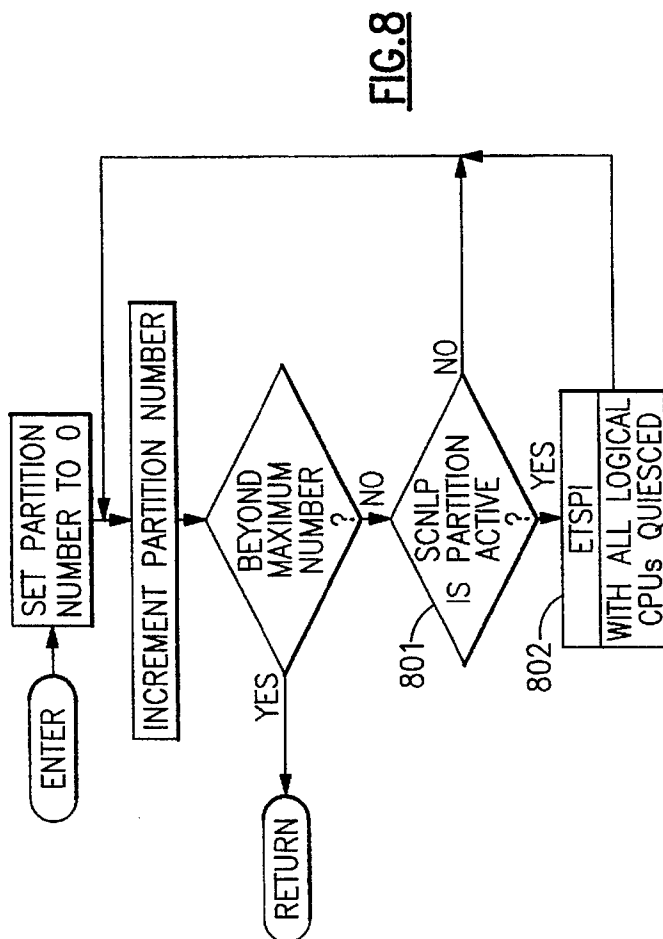 FIG.8
ENTER
SET PARTITION
NUMBER TO 0
INCREMENT PARTITION NUMBER
BEYOND
MAXIMUM
NUMBER
?
YES
NO
RETURN
801
SCNLP
IS PARTITION
ACTIVE
?
NO
YES
802
ETSPI
WITH ALL LOGICAL
CPUs QUIESCED